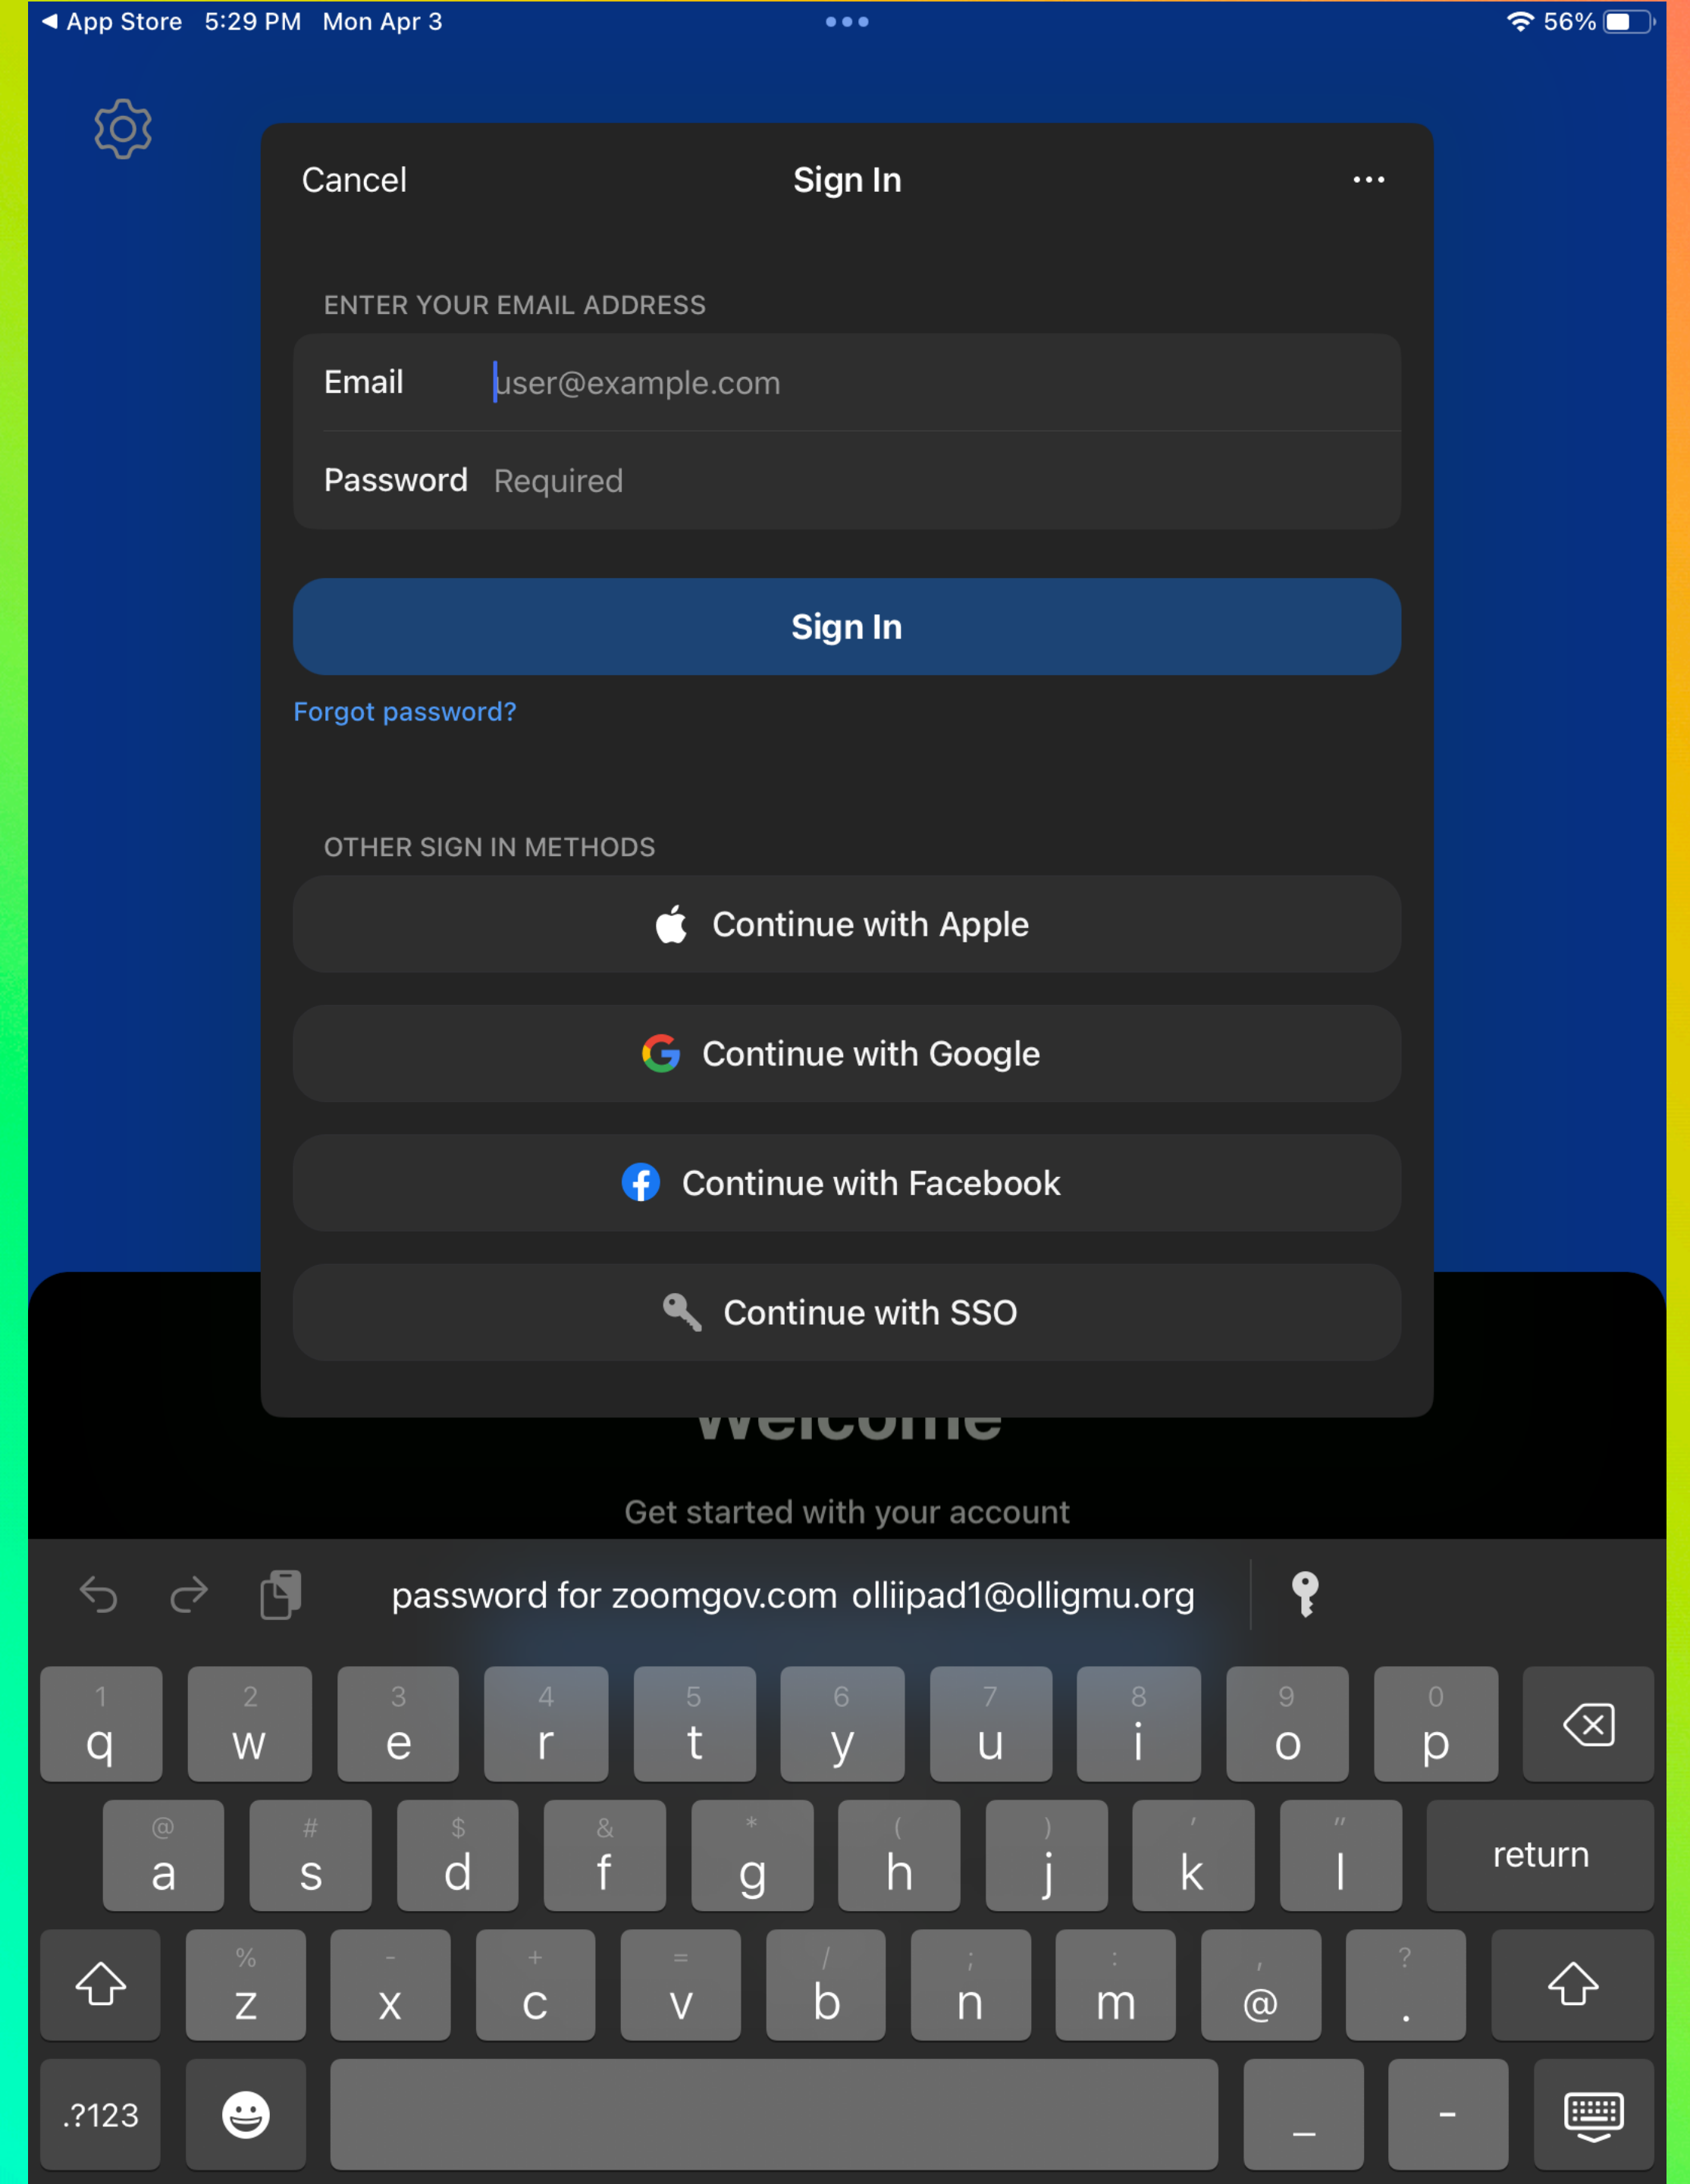 ◀ App Store 5:29 PM Mon Apr 3 56%
Cancel Sign In
ENTER YOUR EMAIL ADDRESS
Email user@example.com
Password Required
Sign In
Forgot password?
OTHER SIGN IN METHODS
Continue with Apple
Continue with Google
Continue with Facebook
Continue with SSO
Welcome
Get started with your account
password for zoomgov.com olliipad1@olligmu.org
1 2 3 4 5 6 7 8 9 0
q w e r t y u i o p
@ # $ & * ( ) ' "
a s d f g h j k l return
% - + = / ; : , ?
z x c v b n m @ .
.?123 _ -